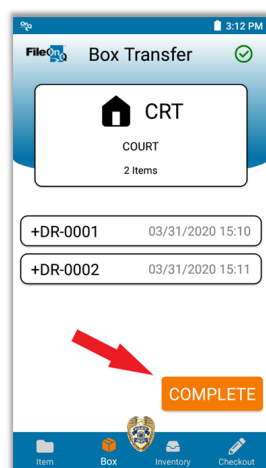 3:12 PM
FileOnQ Box Transfer
CRT
COURT
2 Items
+DR-0001 03/31/2020 15:10
+DR-0002 03/31/2020 15:11
COMPLETE
Item Box Inventory Checkout